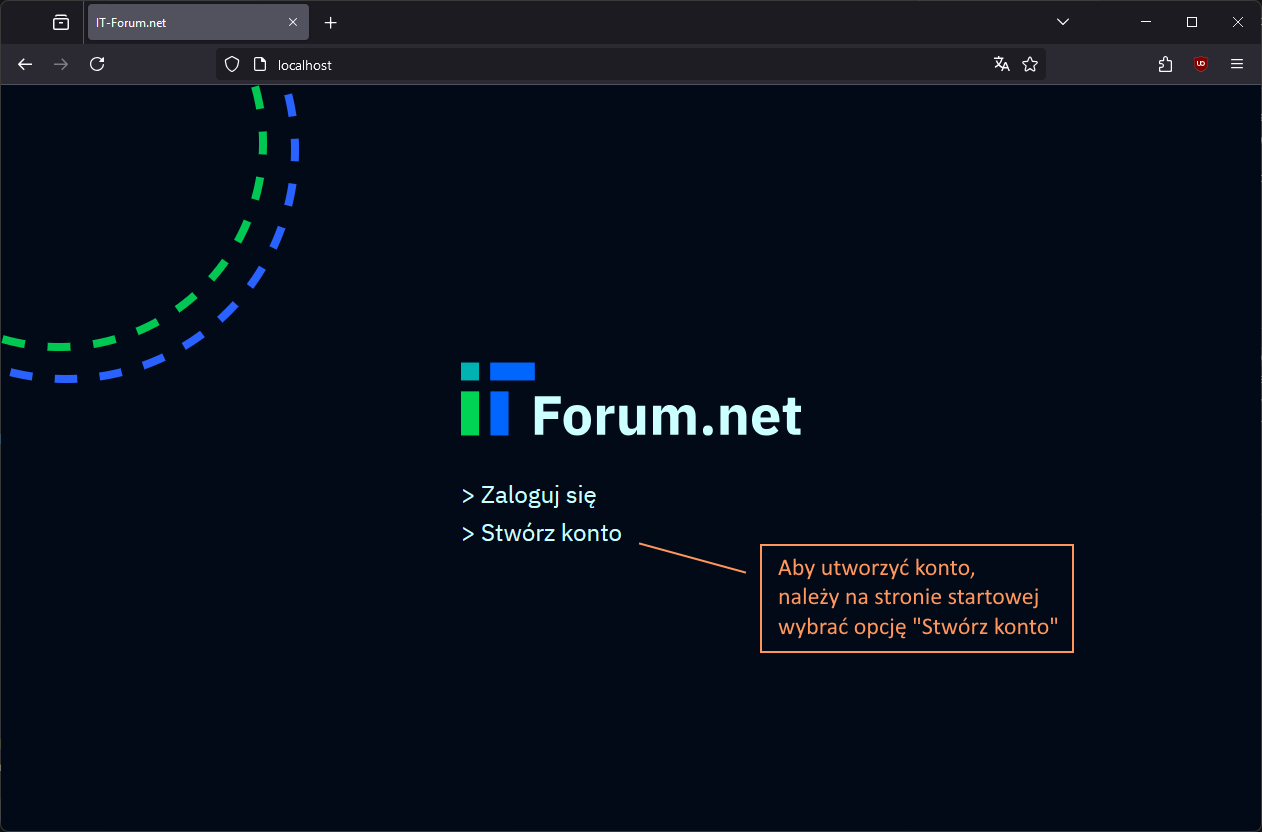 IT-Forum.net
localhost
iT Forum.net
> Zaloguj się
> Stwórz konto
Aby utworzyć konto,
należy na stronie startowej
wybrać opcję "Stwórz konto"